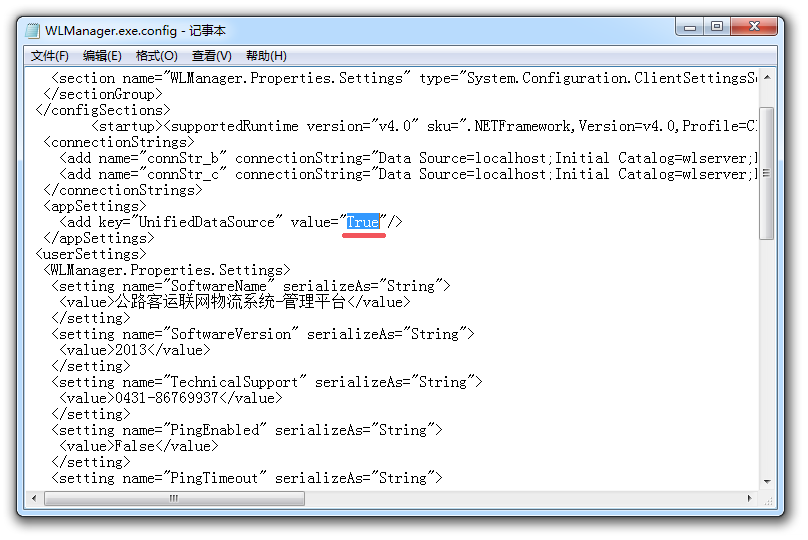 WLManager.exe.config - 记事本
文件(F) 编辑(E) 格式(O) 查看(V) 帮助(H)
<section name="WLManager.Properties.Settings" type="System.Configuration.ClientSettingsSe
</sectionGroup>
</configSections>
<startup><supportedRuntime version="v4.0" sku=".NETFramework,Version=v4.0,Profile=Cl
<connectionStrings>
<add name="connStr_b" connectionString="Data Source=localhost;Initial Catalog=wlserver;
<add name="connStr_c" connectionString="Data Source=localhost;Initial Catalog=wlserver;
</connectionStrings>
<appSettings>
<add key="UnifiedDataSource" value="True"/>
</appSettings>
<userSettings>
<WLManager.Properties.Settings>
<setting name="SoftwareName" serializeAs="String">
<value>公路客运联网物流系统-管理平台</value>
</setting>
<setting name="SoftwareVersion" serializeAs="String">
<value>2013</value>
</setting>
<setting name="TechnicalSupport" serializeAs="String">
<value>0431-86769937</value>
</setting>
<setting name="PingEnabled" serializeAs="String">
<value>False</value>
</setting>
<setting name="PingTimeout" serializeAs="String">